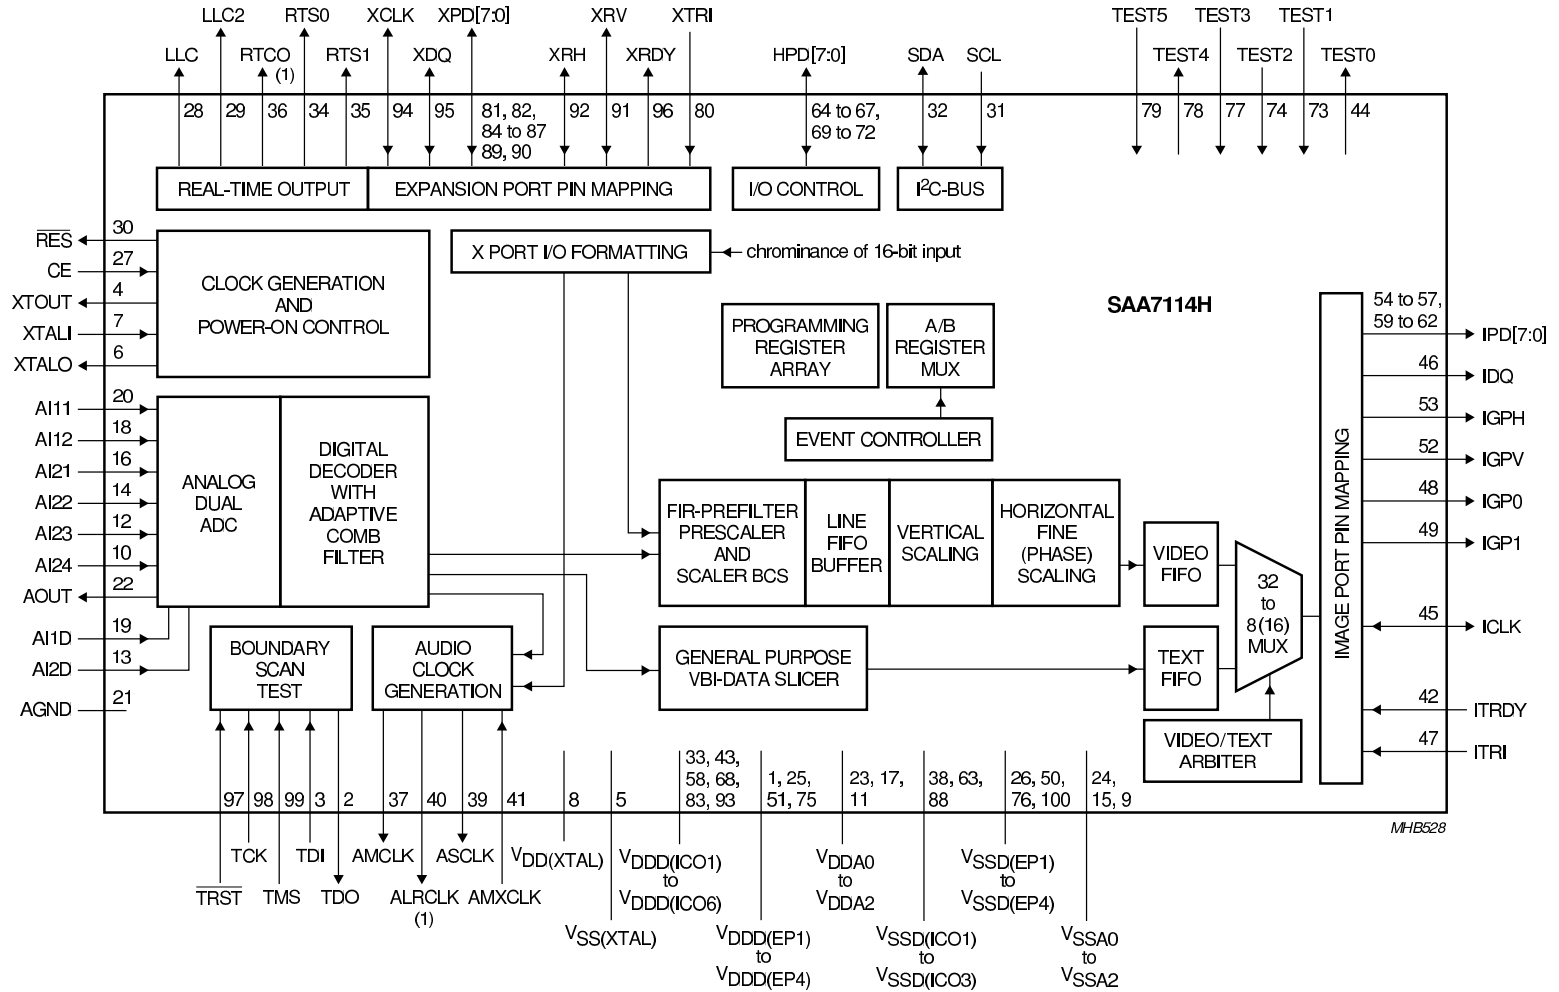 LLC2 RTS0 XCLK XPD[7:0] XRV XTRI TEST5 TEST3 TEST1
LLC RTCO RTS1 XDQ XRH XRDY HPD[7:0] SDA SCL TEST4 TEST2 TEST0
(1)
28 29 36 34 35 94 95 81, 82, 92 91 96 80 64 to 67, 32 31 79 78 77 74 73 44
84 to 87 69 to 72
89, 90
REAL-TIME OUTPUT EXPANSION PORT PIN MAPPING I/O CONTROL I2C-BUS
RES 30
CE 27
XTOUT 4
XTALI 7
XTALO 6
CLOCK GENERATION
AND
POWER-ON CONTROL
X PORT I/O FORMATTING chrominance of 16-bit input
SAA7114H
PROGRAMMING
REGISTER
ARRAY
A/B
REGISTER
MUX
EVENT CONTROLLER
54 to 57,
59 to 62 IPD[7:0]
46 IDQ
53 IGPH
52 IGPV
48 IGP0
49 IGP1
45 ICLK
42 ITRDY
47 ITRI
IMAGE PORT PIN MAPPING
AI11 20
AI12 18
AI21 16
AI22 14
AI23 12
AI24 10
AOUT 22
AI1D 19
AI2D 13
AGND 21
ANALOG
DUAL
ADC
DIGITAL
DECODER
WITH
ADAPTIVE
COMB
FILTER
FIR-PREFILTER
PRESCALER
AND
SCALER BCS
LINE
FIFO
BUFFER
VERTICAL
SCALING
HORIZONTAL
FINE
(PHASE)
SCALING
VIDEO
FIFO
32
to
8(16)
MUX
BOUNDARY
SCAN
TEST
AUDIO
CLOCK
GENERATION
GENERAL PURPOSE
VBI-DATA SLICER
TEXT
FIFO
VIDEO/TEXT
ARBITER
33, 43,
58, 68, 1, 25, 23, 17, 38, 63, 26, 50, 24,
97 98 99 3 2 37 40 39 41 8 5 83, 93 51, 75 11 88 76, 100 15, 9
MHB528
TCK TDI AMCLK ASCLK VDD(XTAL) VDDD(ICO1) VDDA0 VSSD(EP1)
to to to
TRST TMS TDO ALRCLK AMXCLK VDDD(ICO6) VDDA2 VSSD(EP4)
(1)
VSS(XTAL) VDDD(EP1) VSSD(ICO1) VSSA0
to to to
VDDD(EP4) VSSD(ICO3) VSSA2